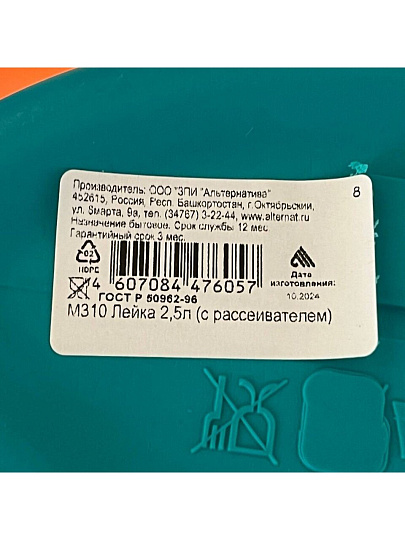 Производитель: ООО "ЗПИ "Альтернатива"
452615, Россия, Респ. Башкортостан, г.Октябрьский,
ул. 8марта, 9а, тел. (34767) 3-22-44, www.alternat.ru
Назначение бытовое. Срок службы 12 мес
Гарантийный срок 3 мес.
8
02
HDPE
Дата
изготовления:
10.2024
4 607084 476057
ГОСТ Р 50962-96
М310 Лейка 2,5л (с рассеивателем)